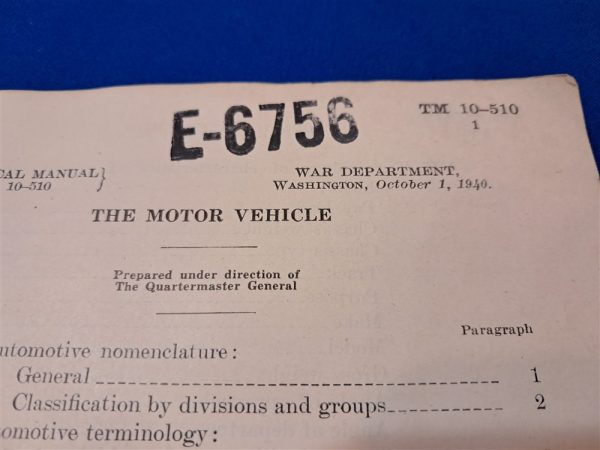 E-6756
TM 10–510
1
CAL MANUAL}
10-510
WAR DEPARTMENT,
WASHINGTON, October 1, 1940.
THE MOTOR VEHICLE
Prepared under direction of
The Quartermaster General
Paragraph
utomotive nomenclature:
General 1
Classification by divisions and groups 2
omotive terminology: